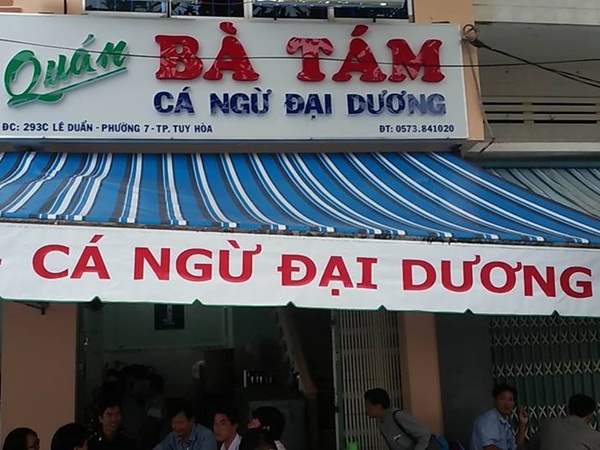 Quán BÀ TÁM
CÁ NGỪ ĐẠI DƯƠNG
ĐC: 293C LÊ DUẨN - PHƯỜNG 7 - TP. TUY HÒA ĐT: 0573.841020
- CÁ NGỪ ĐẠI DƯƠNG